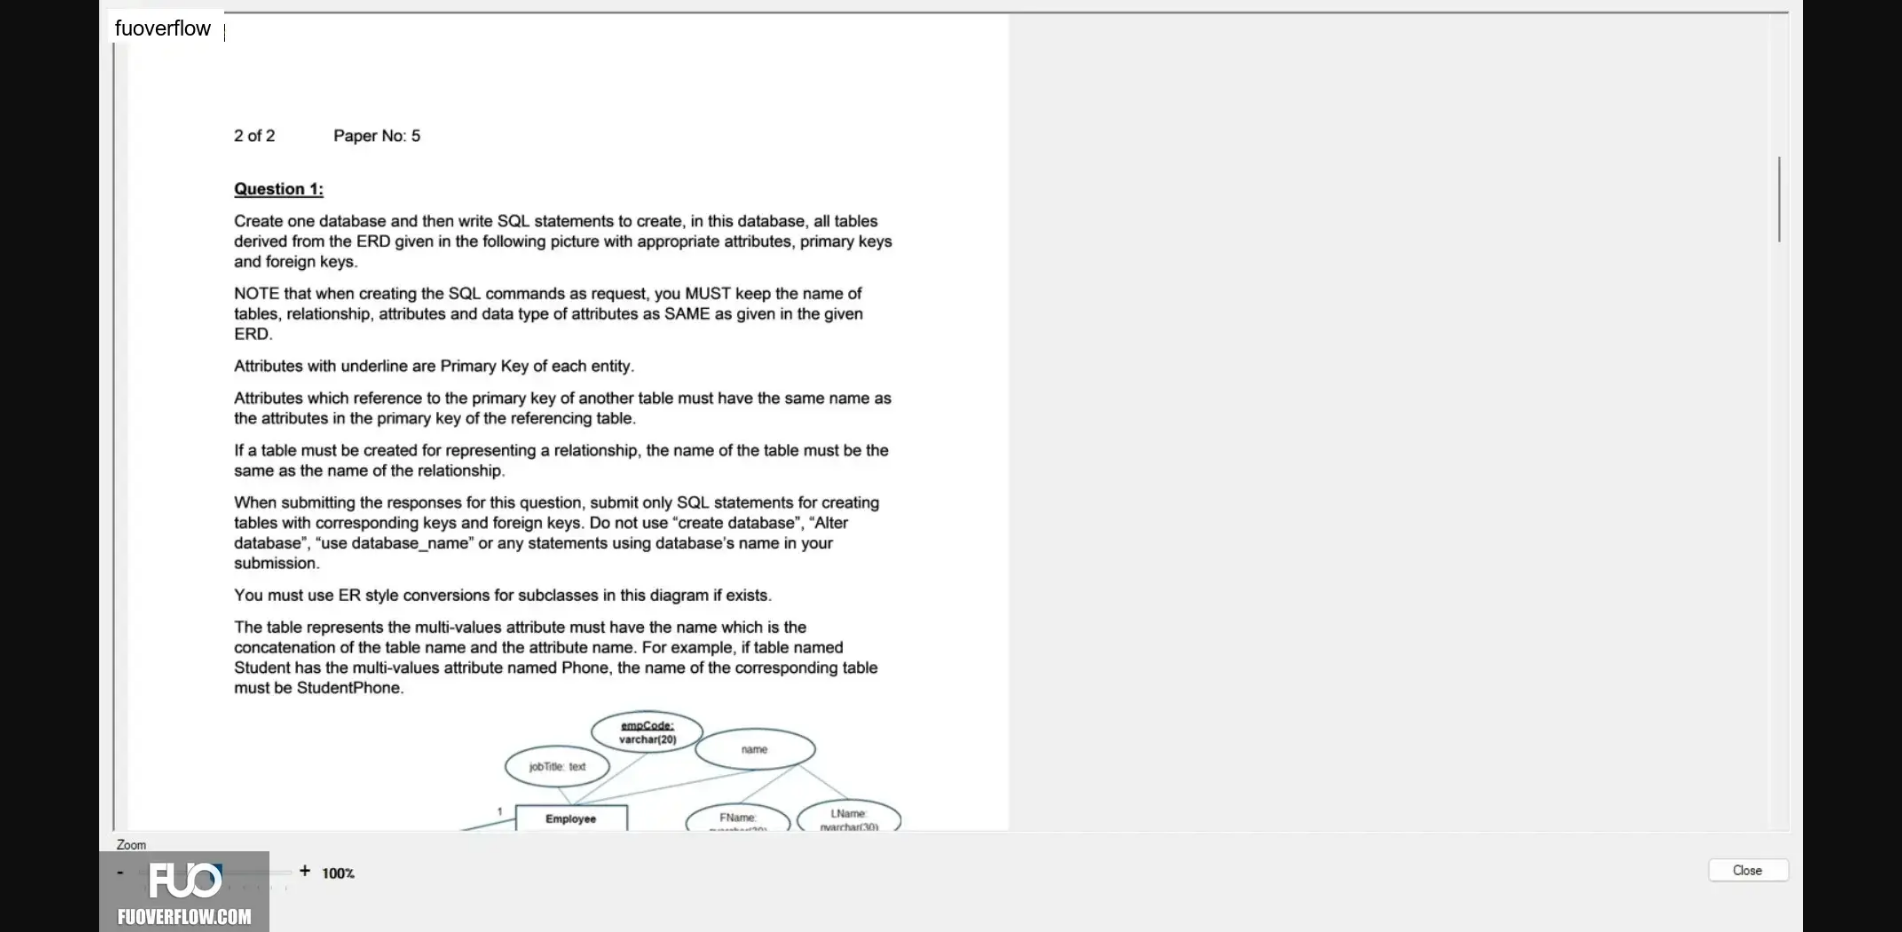 fuoverflow
2 of 2 Paper No: 5
Question 1:
Create one database and then write SQL statements to create, in this database, all tables
derived from the ERD given in the following picture with appropriate attributes, primary keys
and foreign keys.
NOTE that when creating the SQL commands as request, you MUST keep the name of
tables, relationship, attributes and data type of attributes as SAME as given in the given
ERD.
Attributes with underline are Primary Key of each entity.
Attributes which reference to the primary key of another table must have the same name as
the attributes in the primary key of the referencing table.
If a table must be created for representing a relationship, the name of the table must be the
same as the name of the relationship.
When submitting the responses for this question, submit only SQL statements for creating
tables with corresponding keys and foreign keys. Do not use “create database”, “Alter
database”, “use database_name” or any statements using database’s name in your
submission.
You must use ER style conversions for subclasses in this diagram if exists.
The table represents the multi-values attribute must have the name which is the
concatenation of the table name and the attribute name. For example, if table named
Student has the multi-values attribute named Phone, the name of the corresponding table
must be StudentPhone.
empCode:
varchar(20)
name
jobTitle: text
1
Employee
FName:
LName:
nvarchar(30)
Zoom
- + 100%
Close
FUO
FUOVERFLOW.COM